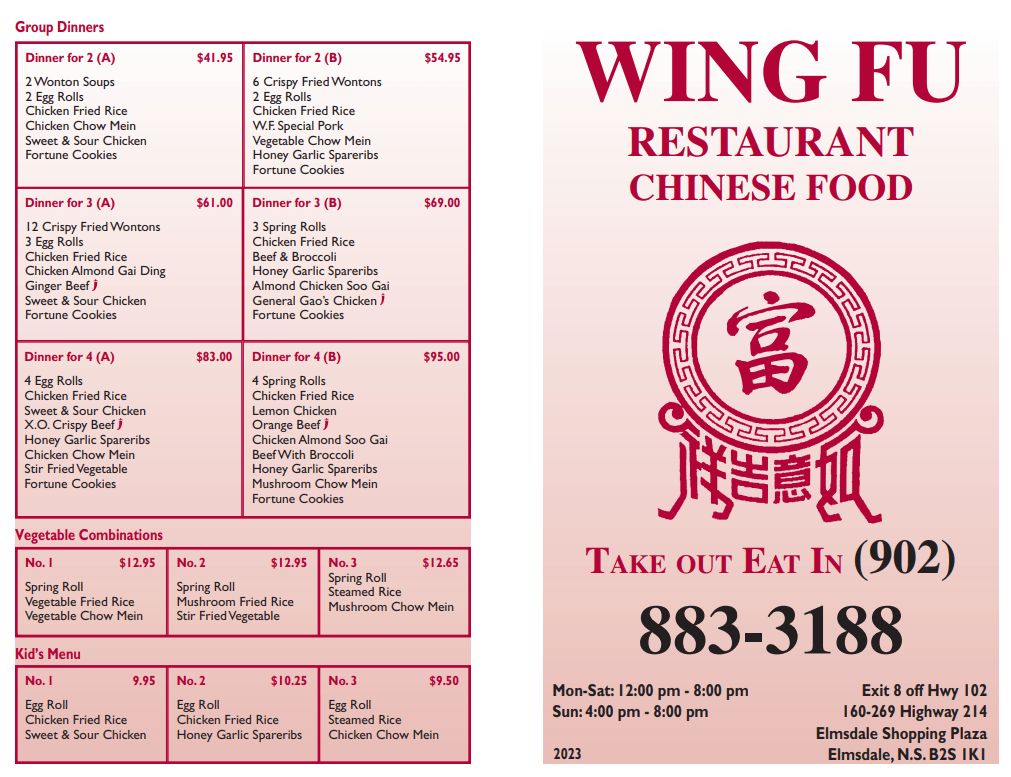 Group Dinners
Dinner for 2 (A) $41.95
2 Wonton Soups
2 Egg Rolls
Chicken Fried Rice
Chicken Chow Mein
Sweet & Sour Chicken
Fortune Cookies
Dinner for 2 (B) $54.95
6 Crispy Fried Wontons
2 Egg Rolls
Chicken Fried Rice
W.F. Special Pork
Vegetable Chow Mein
Honey Garlic Spareribs
Fortune Cookies
Dinner for 3 (A) $61.00
12 Crispy Fried Wontons
3 Egg Rolls
Chicken Fried Rice
Chicken Almond Gai Ding
Ginger Beef
Sweet & Sour Chicken
Fortune Cookies
Dinner for 3 (B) $69.00
3 Spring Rolls
Chicken Fried Rice
Beef & Broccoli
Honey Garlic Spareribs
Almond Chicken Soo Gai
General Gao's Chicken
Fortune Cookies
Dinner for 4 (A) $83.00
4 Egg Rolls
Chicken Fried Rice
Sweet & Sour Chicken
X.O. Crispy Beef
Honey Garlic Spareribs
Chicken Chow Mein
Stir Fried Vegetable
Fortune Cookies
Dinner for 4 (B) $95.00
4 Spring Rolls
Chicken Fried Rice
Lemon Chicken
Orange Beef
Chicken Almond Soo Gai
Beef With Broccoli
Honey Garlic Spareribs
Mushroom Chow Mein
Fortune Cookies
Vegetable Combinations
No. 1 $12.95
Spring Roll
Vegetable Fried Rice
Vegetable Chow Mein
No. 2 $12.95
Spring Roll
Mushroom Fried Rice
Stir Fried Vegetable
No. 3 $12.65
Spring Roll
Steamed Rice
Mushroom Chow Mein
Kid's Menu
No. 1 9.95
Egg Roll
Chicken Fried Rice
Sweet & Sour Chicken
No. 2 $10.25
Egg Roll
Chicken Fried Rice
Honey Garlic Spareribs
No. 3 $9.50
Egg Roll
Steamed Rice
Chicken Chow Mein
WING FU
RESTAURANT
CHINESE FOOD
富
祥吉意如
TAKE OUT EAT IN (902)
883-3188
Mon-Sat: 12:00 pm - 8:00 pm
Sun: 4:00 pm - 8:00 pm
2023
Exit 8 off Hwy 102
160-269 Highway 214
Elmsdale Shopping Plaza
Elmsdale, N.S. B2S 1K1